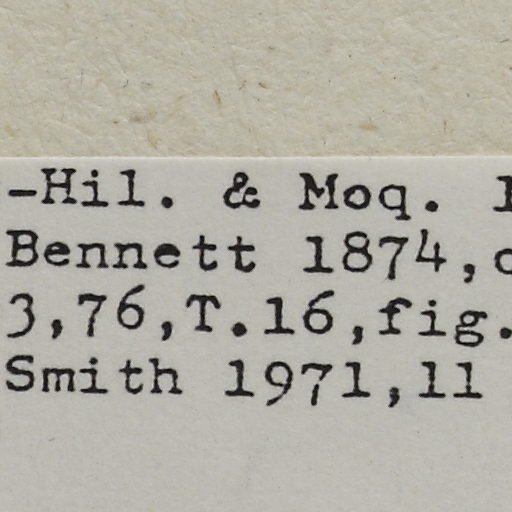 -Hil. & Moq.
Bennett 1874,
3,76,T.16,fig.
Smith 1971,11